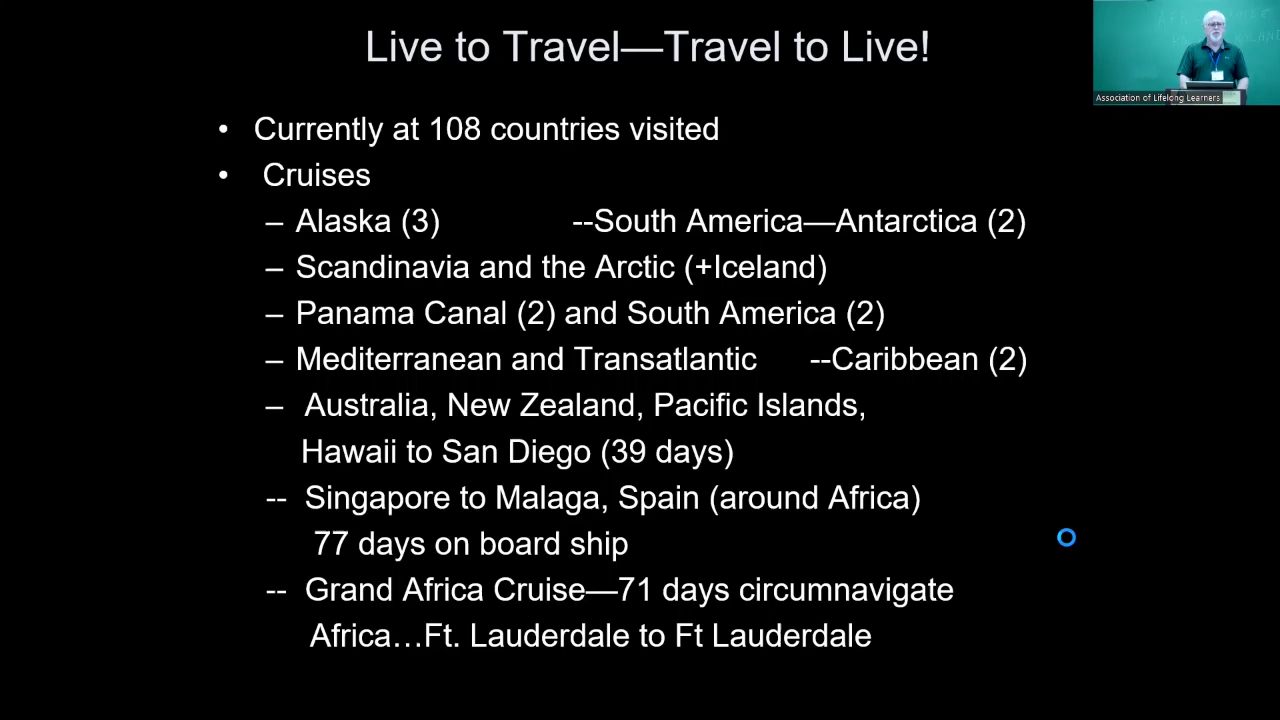 Live to Travel—Travel to Live!
Association of Lifelong Learners
• Currently at 108 countries visited
• Cruises
– Alaska (3) --South America—Antarctica (2)
– Scandinavia and the Arctic (+Iceland)
– Panama Canal (2) and South America (2)
– Mediterranean and Transatlantic --Caribbean (2)
– Australia, New Zealand, Pacific Islands,
Hawaii to San Diego (39 days)
-- Singapore to Malaga, Spain (around Africa)
77 days on board ship
-- Grand Africa Cruise—71 days circumnavigate
Africa…Ft. Lauderdale to Ft Lauderdale